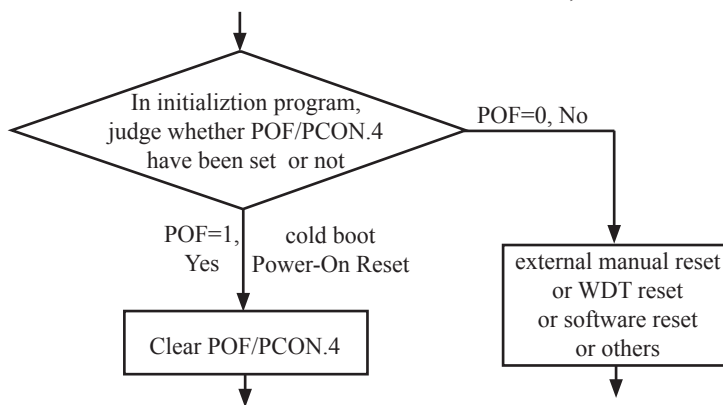 In initializtion program,
judge whether POF/PCON.4
have been set or not
POF=0, No
POF=1,
Yes
cold boot
Power-On Reset
external manual reset
or WDT reset
or software reset
or others
Clear POF/PCON.4